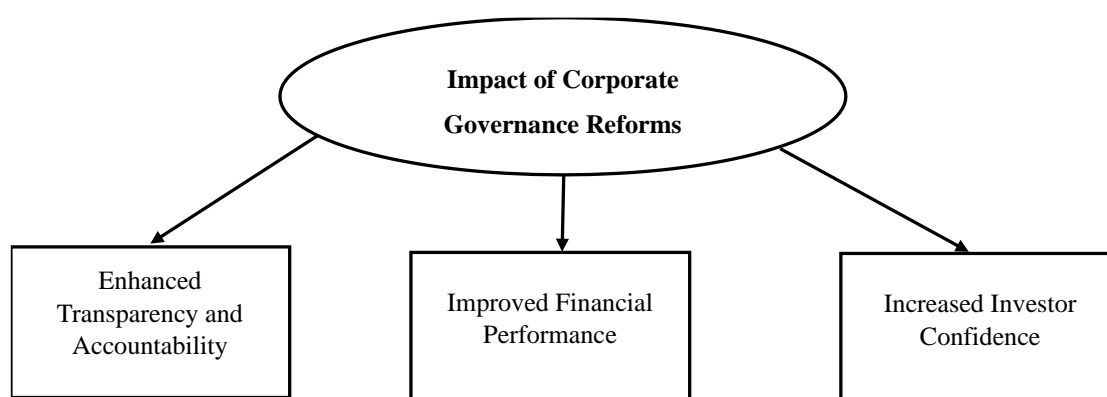 Impact of Corporate
Governance Reforms
Enhanced
Transparency and
Accountability
Improved Financial
Performance
Increased Investor
Confidence